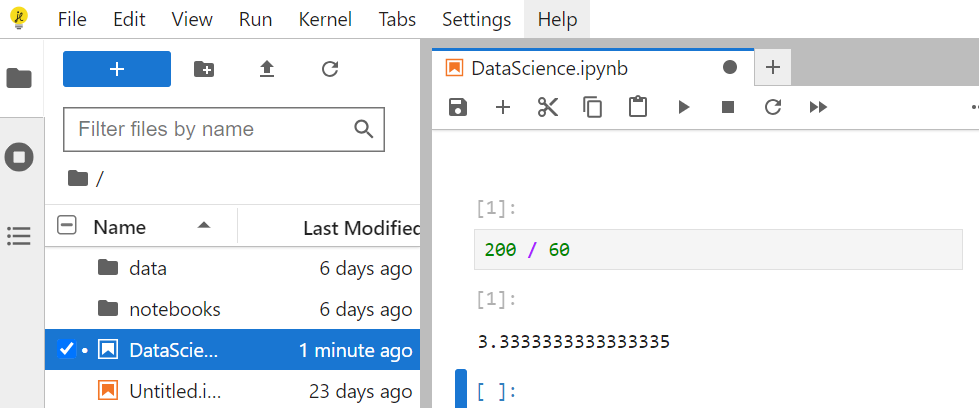 File Edit View Run Kernel Tabs Settings Help
+
Filter files by name
/
Name Last Modified
data 6 days ago
notebooks 6 days ago
DataScie... 1 minute ago
Untitled.i... 23 days ago
DataScience.ipynb +
[1]:
200 / 60
[1]:
3.3333333333333335
[ ]: